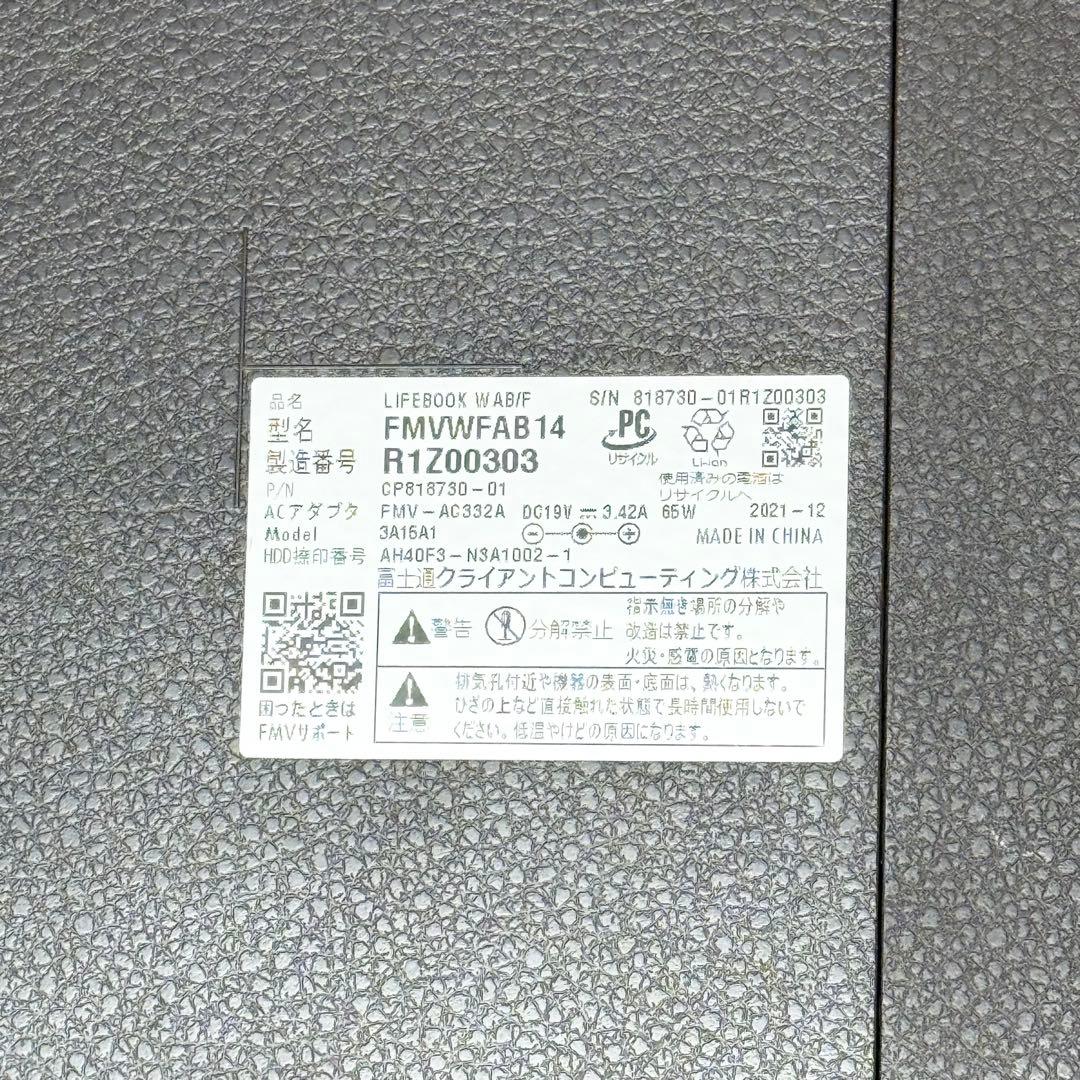 品名 LIFEBOOK WAB/F S/N 818730-01R1Z00303
型名 FMVWFAB14
製造番号 R1Z00303
PC
リサイクル
Li-ion
使用済みの電池は
リサイクルへ
P/N CP818730-01
ACアダプタ FMV-AC332A DC19V 3.42A 65W 2021-12
Model 3A16A1 MADE IN CHINA
HDD捺印番号 AH40F3-N3A1002-1
富士通クライアントコンピューティング株式会社
警告 分解禁止
指示無き場所の分解や
改造は禁止です。
火災・感電の原因となります。
注意
排気孔付近や機器の表面・底面は、熱くなります。
ひざの上など直接触れた状態で長時間使用しないで
ください。低温やけどの原因になります。
困ったときは
FMVサポート